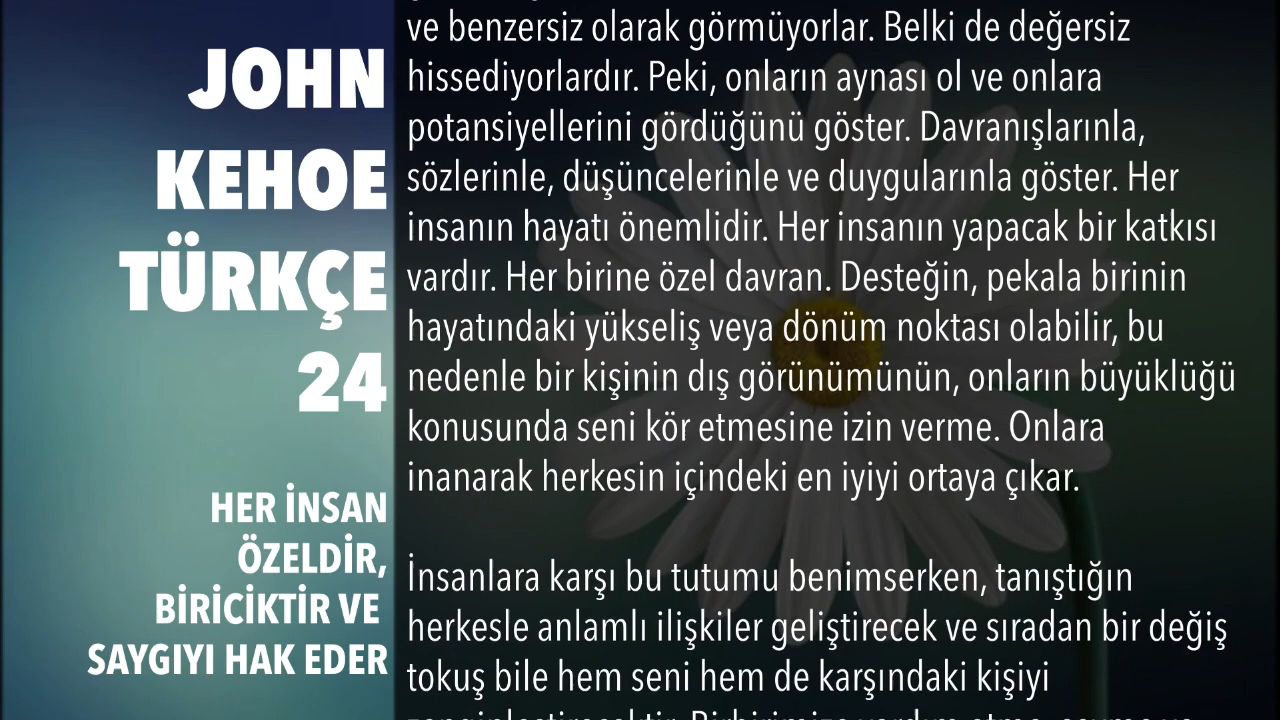 JOHN
KEHOE
TÜRKÇE
24
HER İNSAN
ÖZELDİR,
BİRİCİKTİR VE
SAYGIYI HAK EDER
ve benzersiz olarak görmüyorlar. Belki de değersiz
hissediyorlardır. Peki, onların aynası ol ve onlara
potansiyellerini gördüğünü göster. Davranışlarınla,
sözlerinle, düşüncelerinle ve duygularınla göster. Her
insanın hayatı önemlidir. Her insanın yapacak bir katkısı
vardır. Her birine özel davran. Desteğin, pekala birinin
hayatındaki yükseliş veya dönüm noktası olabilir, bu
nedenle bir kişinin dış görünümünün, onların büyüklüğü
konusunda seni kör etmesine izin verme. Onlara
inanarak herkesin içindeki en iyiyi ortaya çıkar.
İnsanlara karşı bu tutumu benimserken, tanıştığın
herkesle anlamlı ilişkiler geliştirecek ve sıradan bir değiş
tokuş bile hem seni hem de karşındaki kişiyi